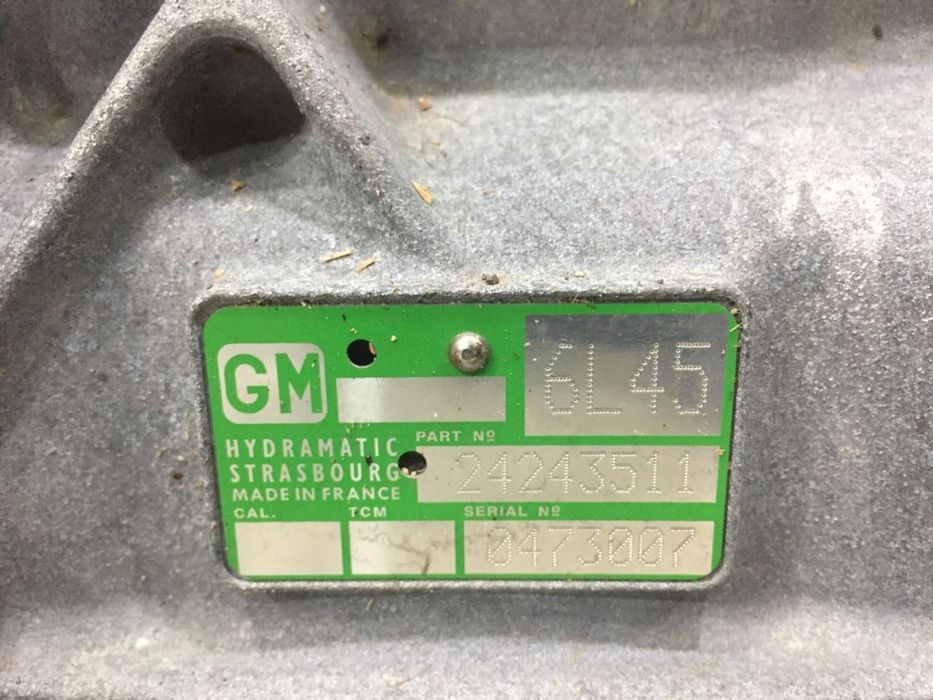 GM
6L45
HYDRAMATIC
STRASBOURG
MADE IN FRANCE
PART Nº
24243511
CAL.
TCM
SERIAL Nº
0473007